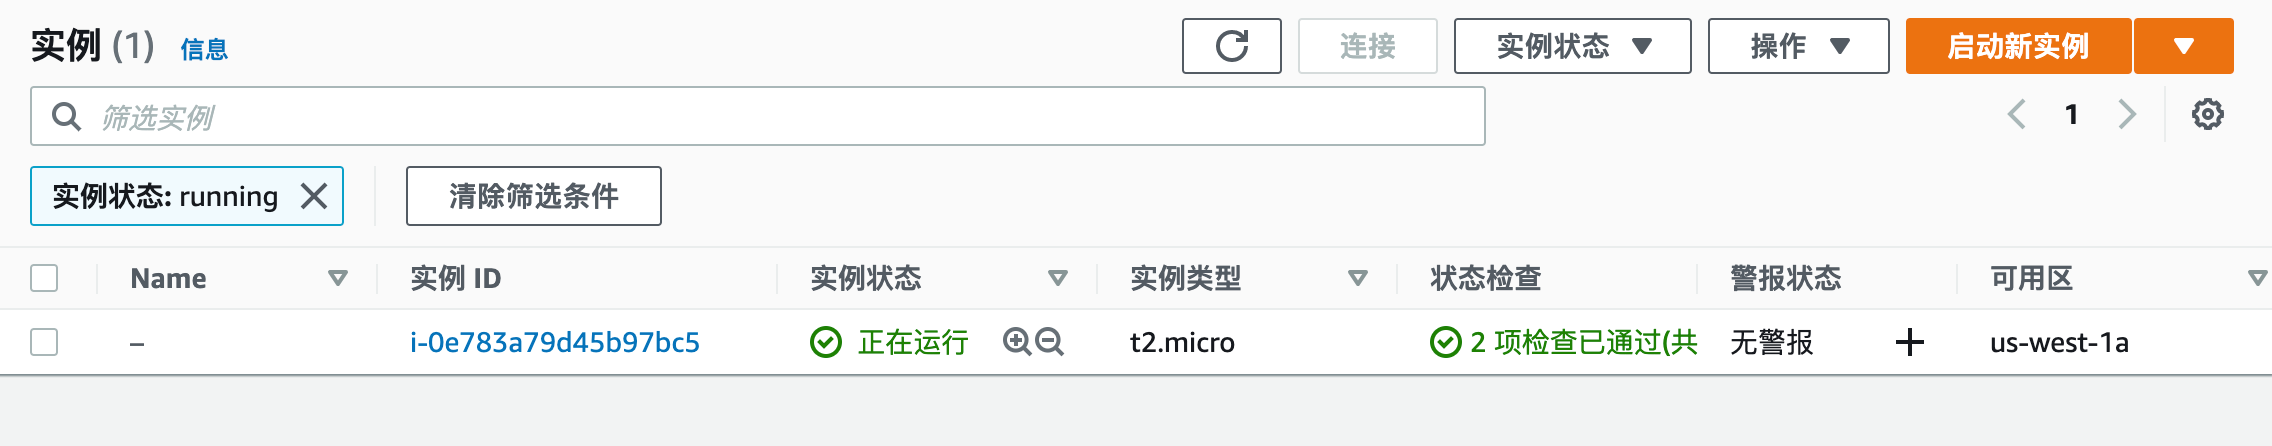 实例 (1) 信息 连接 实例状态 操作 启动新实例
筛选实例 1
实例状态: running 清除筛选条件
Name 实例 ID 实例状态 实例类型 状态检查 警报状态 可用区
– i-0e783a79d45b97bc5 正在运行 t2.micro 2 项检查已通过(共 无警报 us-west-1a